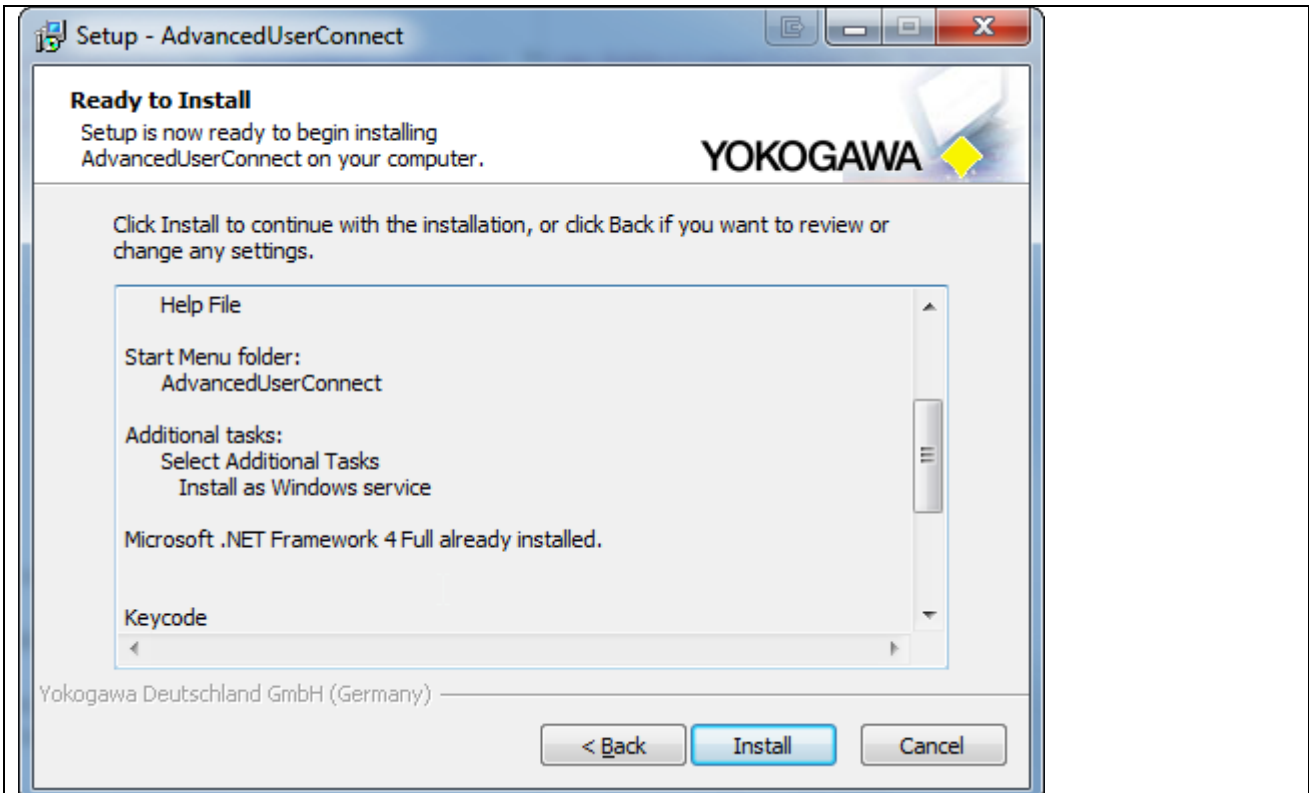 Setup - AdvancedUserConnect
Ready to Install
Setup is now ready to begin installing
AdvancedUserConnect on your computer.
YOKOGAWA
Click Install to continue with the installation, or click Back if you want to review or
change any settings.
Help File
Start Menu folder:
AdvancedUserConnect
Additional tasks:
Select Additional Tasks
Install as Windows service
Microsoft .NET Framework 4 Full already installed.
Keycode
Yokogawa Deutschland GmbH (Germany)
< Back Install Cancel